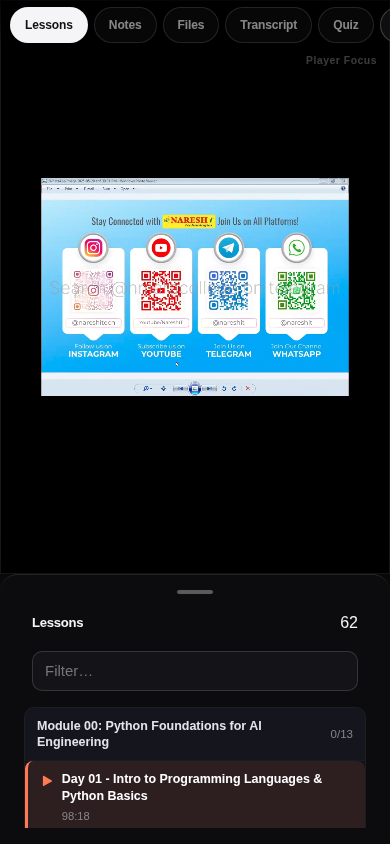 Lessons
Notes
Files
Transcript
Quiz
Player Focus
Stay Connected with NARESH IT Join Us on All Platforms!
@nareshitech
Youtube/Nareshit
@nareshit
@nareshit
Follow us on
INSTAGRAM
Subscribe us on
YOUTUBE
Join Us on
TELEGRAM
Join Our Channel
WHATSAPP
Lessons
62
Filter…
Module 00: Python Foundations for AI
Engineering
0/13
Day 01 - Intro to Programming Languages &
Python Basics
98:18